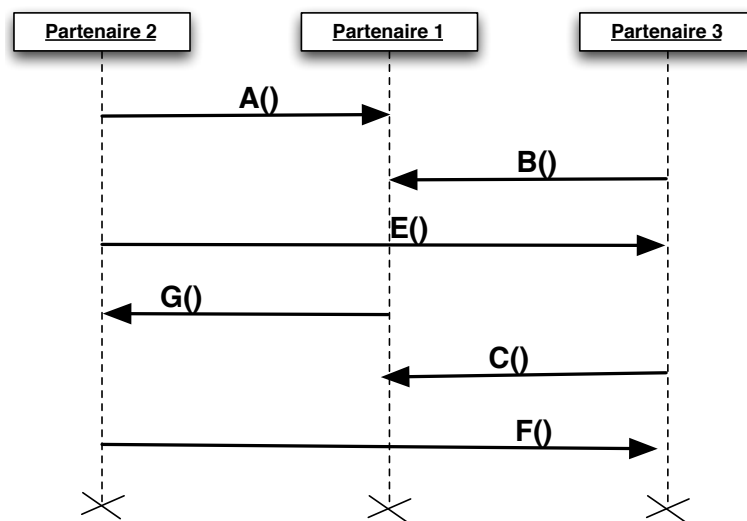 Partenaire 2
Partenaire 1
Partenaire 3
A()
B()
E()
G()
C()
F()